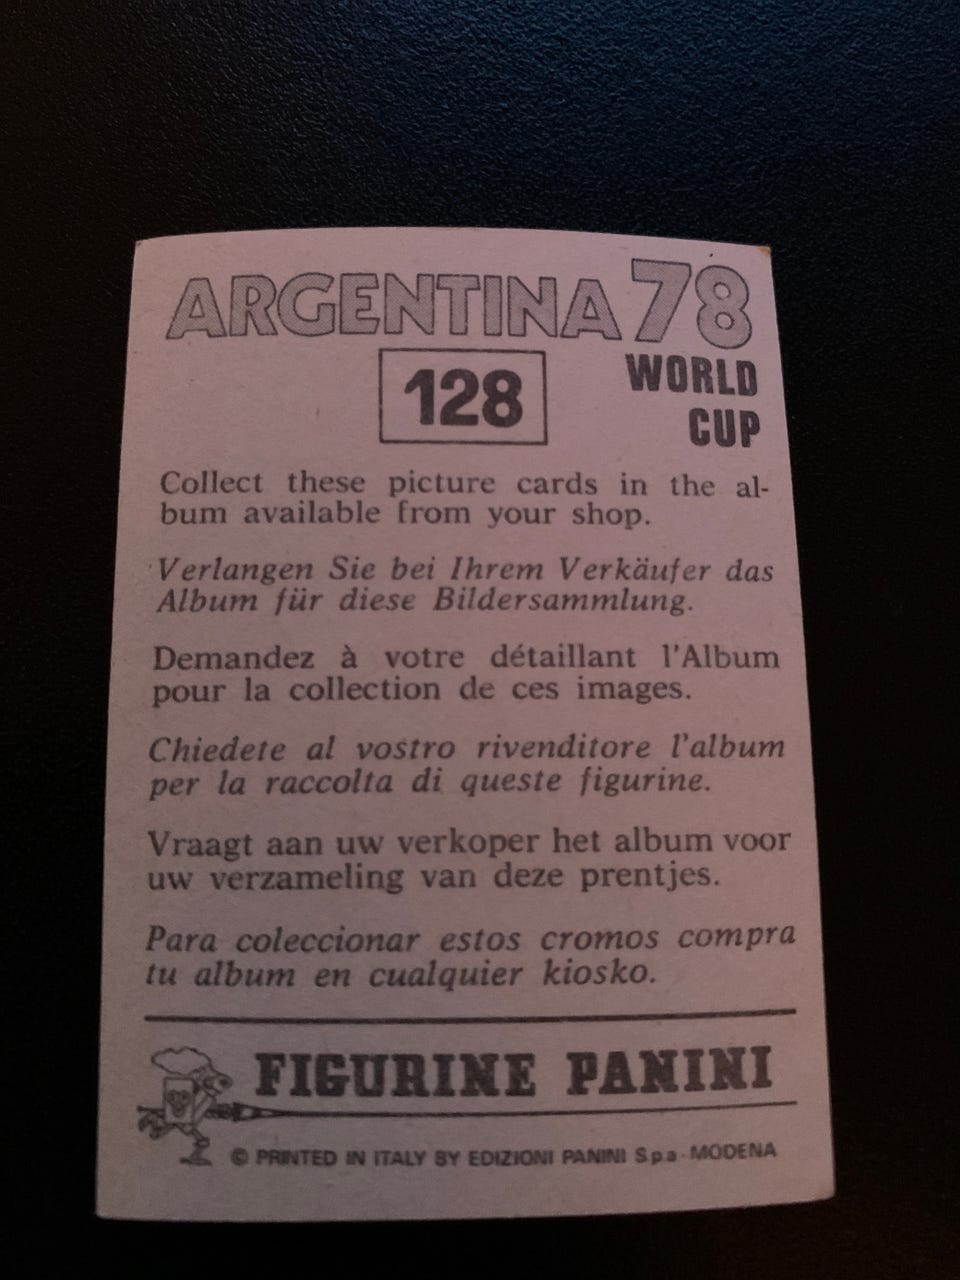 ARGENTINA 78
128
WORLD
CUP
Collect these picture cards in the al-
bum available from your shop.
Verlangen Sie bei Ihrem Verkäufer das
Album für diese Bildersammlung.
Demandez à votre détaillant l'Album
pour la collection de ces images.
Chiedete al vostro rivenditore l'album
per la raccolta di queste figurine.
Vraagt aan uw verkoper het album voor
uw verzameling van deze prentjes.
Para coleccionar estos cromos compra
tu album en cualquier kiosko.
FIGURINE PANINI
© PRINTED IN ITALY BY EDIZIONI PANINI S.p.a - MODENA